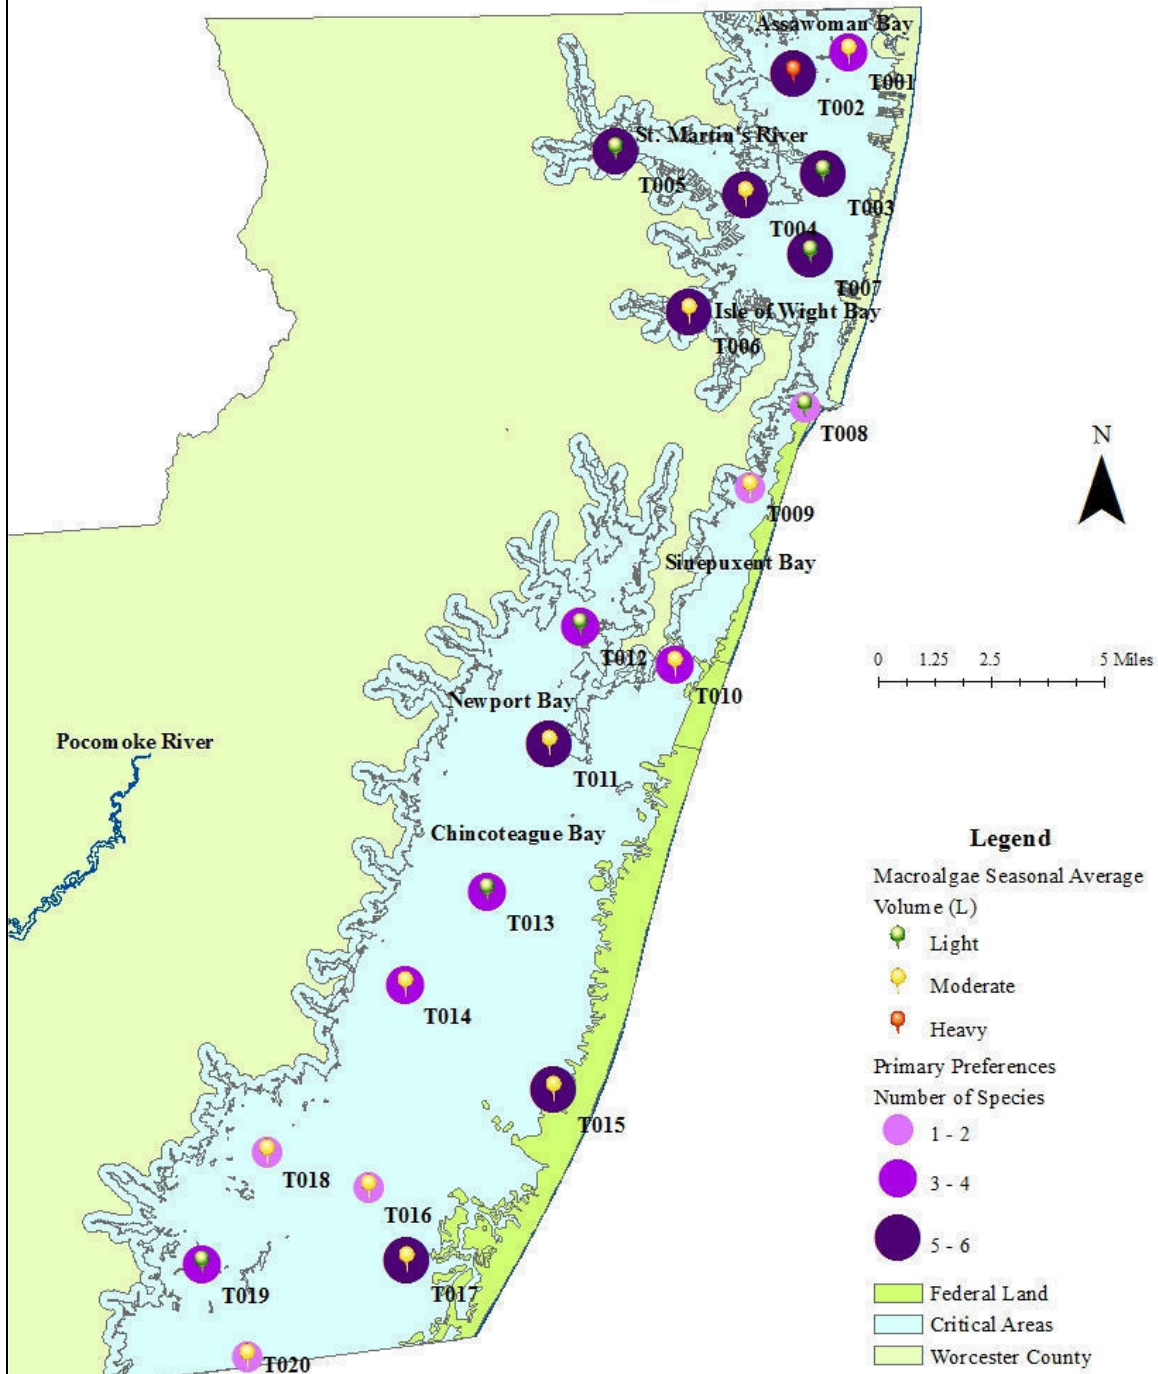 Assawoman Bay
T001
T002
St. Martin's River
T005
T003
T004
T007
Isle of Wight Bay
T006
T008
N
T009
Sinepuxent Bay
T012
T010
0 1.25 2.5 5 Miles
Newport Bay
Pocomoke River
T011
Chincoteague Bay
T013
T014
T015
T018
T016
T017
T019
T020
Legend
Macroalgae Seasonal Average
Volume (L)
Light
Moderate
Heavy
Primary Preferences
Number of Species
1 - 2
3 - 4
5 - 6
Federal Land
Critical Areas
Worcester County